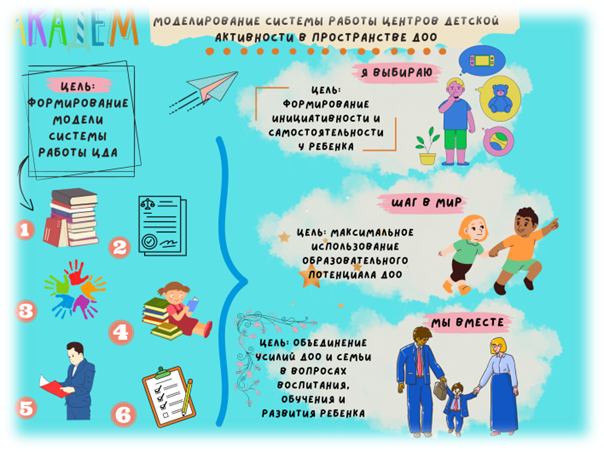 АКАДЕМ
МОДЕЛИРОВАНИЕ СИСТЕМЫ РАБОТЫ ЦЕНТРОВ ДЕТСКОЙ
АКТИВНОСТИ В ПРОСТРАНСТВЕ ДОО
ЦЕЛЬ:
ФОРМИРОВАНИЕ
МОДЕЛИ
СИСТЕМЫ
РАБОТЫ ЦДА
1
2
3
4
5
6
Я ВЫБИРАЮ
ЦЕЛЬ:
ФОРМИРОВАНИЕ
ИНИЦИАТИВНОСТИ И
САМОСТОЯТЕЛЬНОСТИ
У РЕБЕНКА
ШАГ В МИР
ЦЕЛЬ: МАКСИМАЛЬНОЕ
ИСПОЛЬЗОВАНИЕ
ОБРАЗОВАТЕЛЬНОГО
ПОТЕНЦИАЛА ДОО
МЫ ВМЕСТЕ
ЦЕЛЬ: ОБЪЕДИНЕНИЕ
УСИЛИЙ ДОО И СЕМЬИ
В ВОПРОСАХ
ВОСПИТАНИЯ,
ОБУЧЕНИЯ И
РАЗВИТИЯ РЕБЕНКА